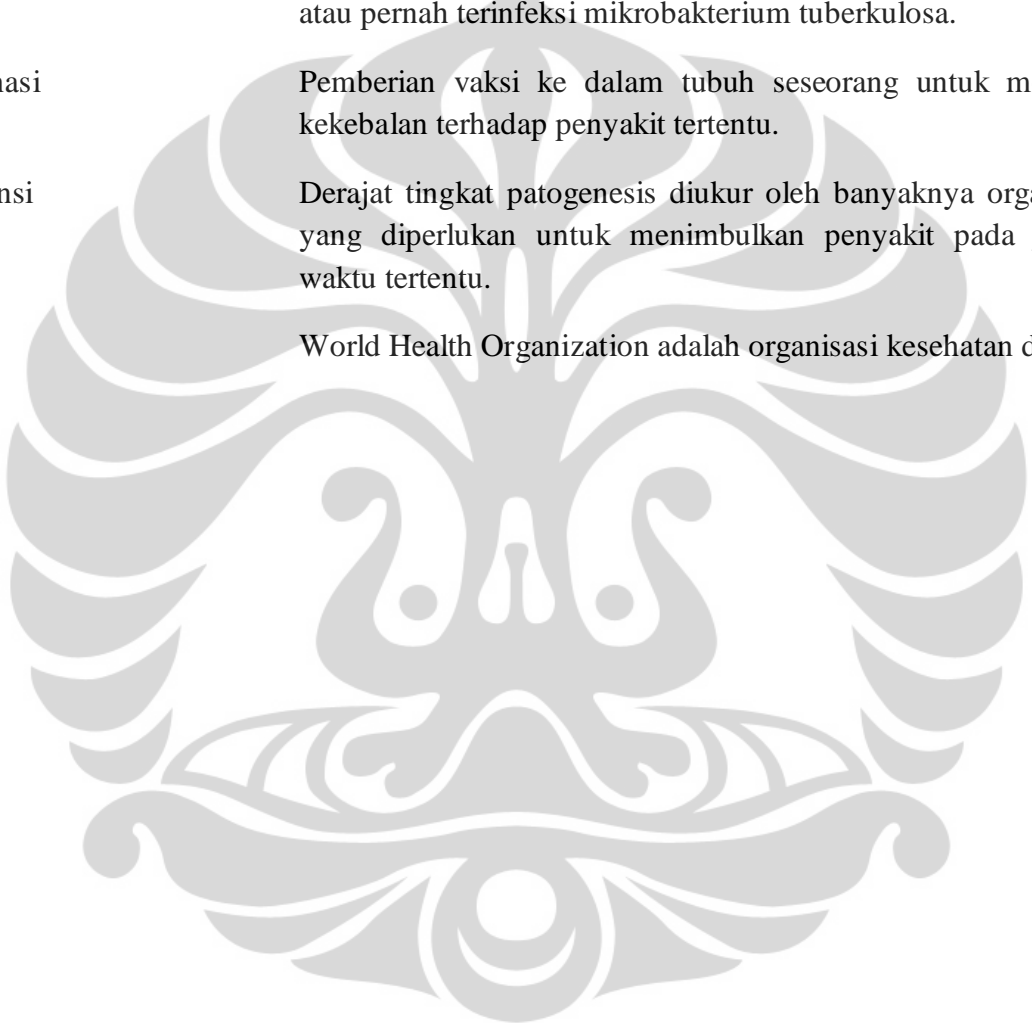 atau pernah terinfeksi mikrobakterium tuberkulosa.
nasi Pemberian vaksi ke dalam tubuh seseorang untuk m
kekebalan terhadap penyakit tertentu.
nsi Derajat tingkat patogenesis diukur oleh banyaknya orga
yang diperlukan untuk menimbulkan penyakit pada
waktu tertentu.
World Health Organization adalah organisasi kesehatan d